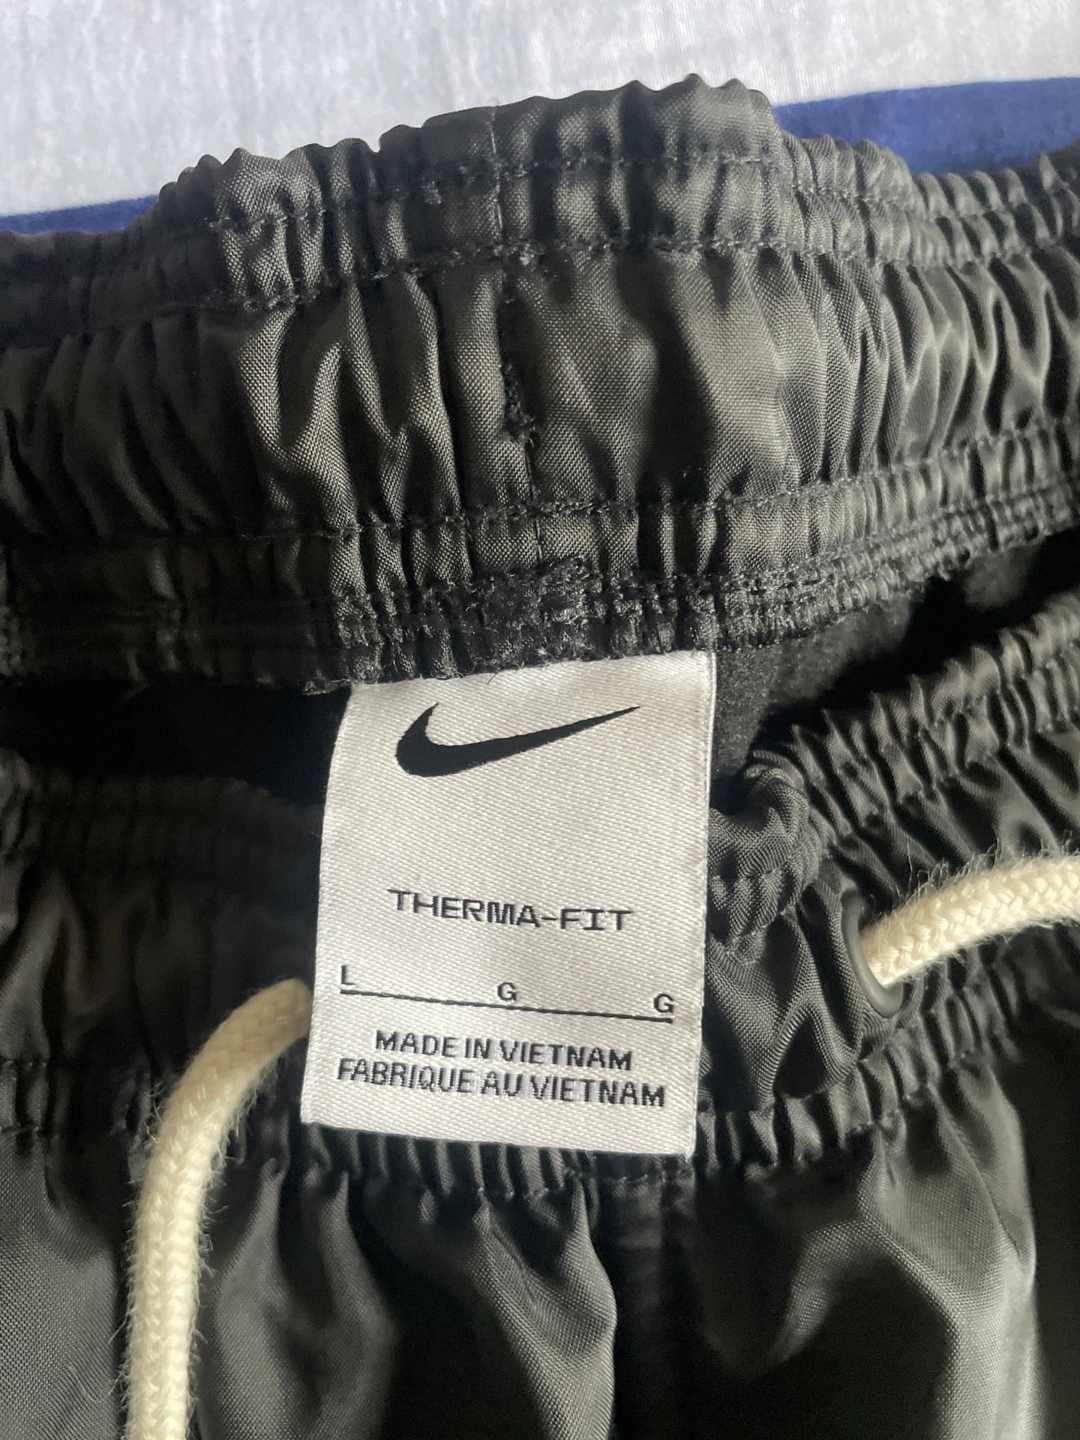 THERMA-FIT
L G G
MADE IN VIETNAM
FABRIQUE AU VIETNAM